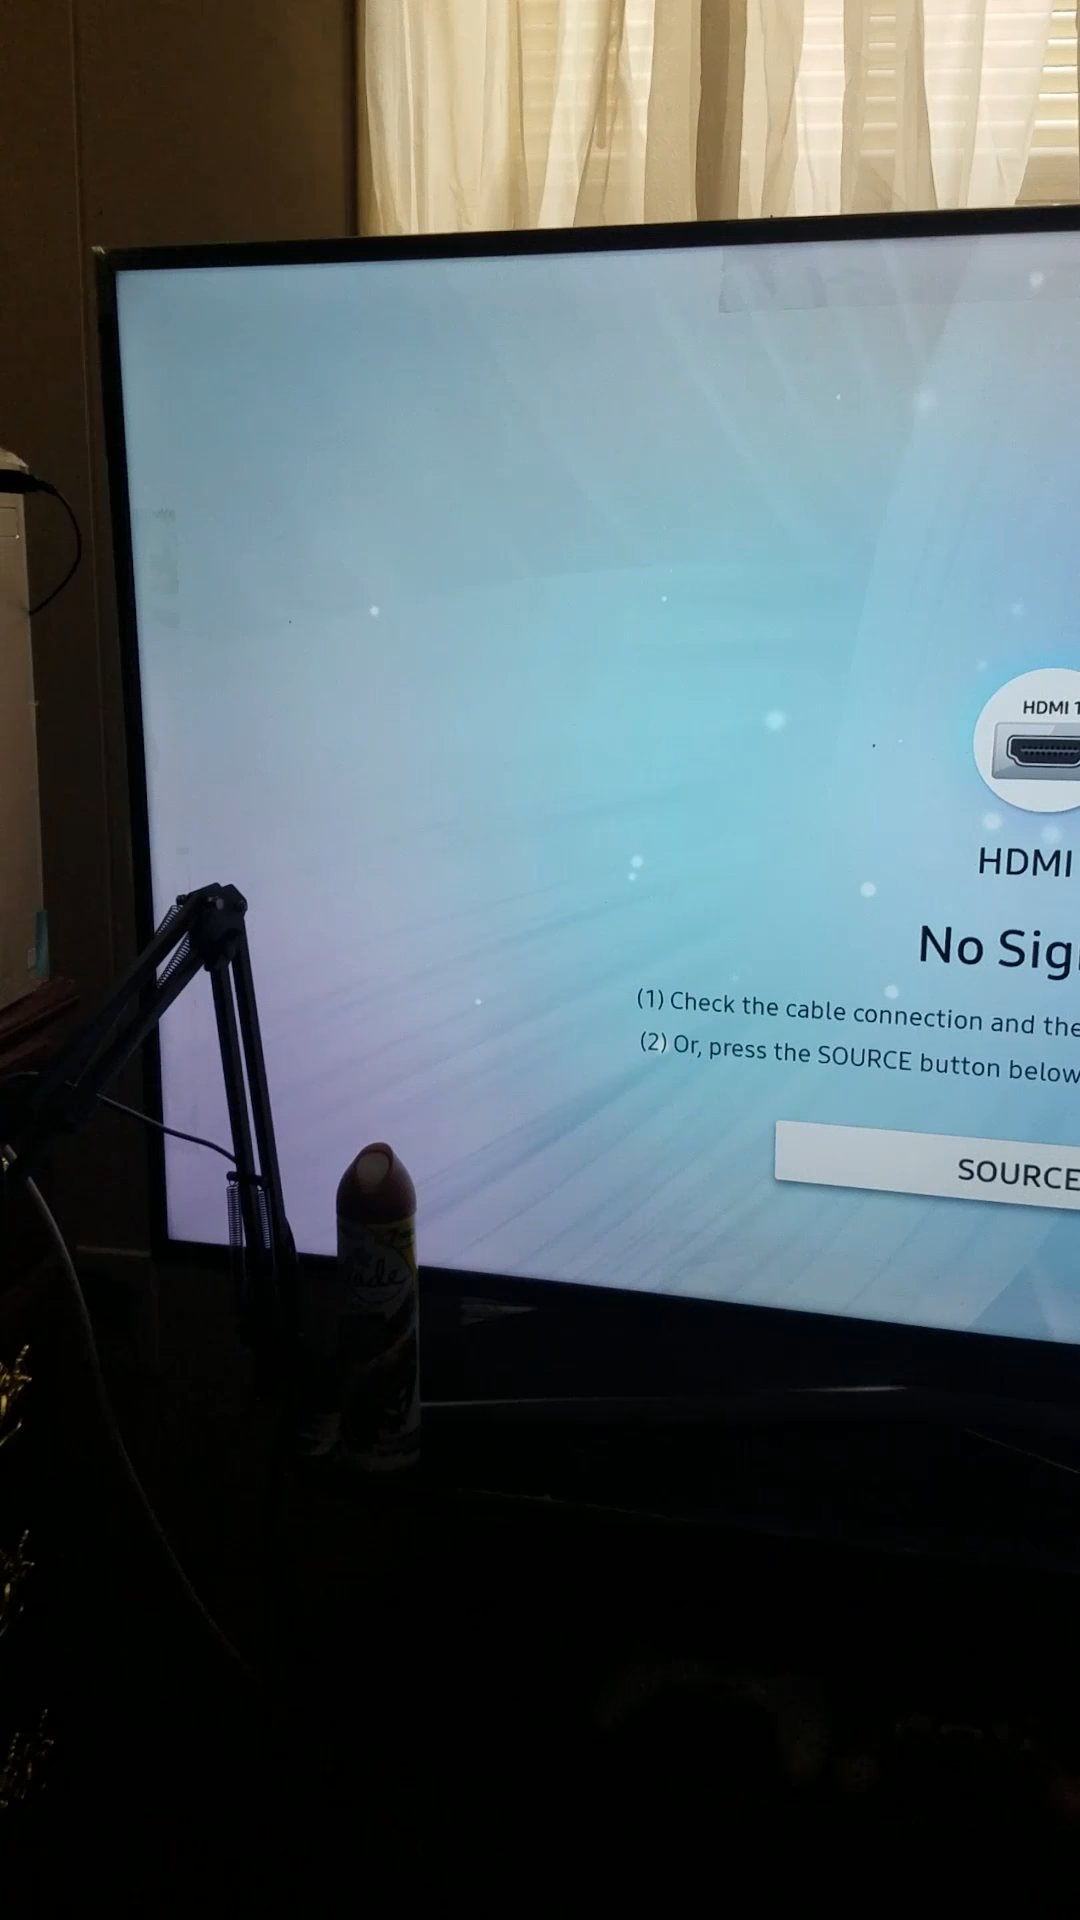 HDMI 1
HDMI
No Sig
(1) Check the cable connection and the
(2) Or, press the SOURCE button below
SOURCE